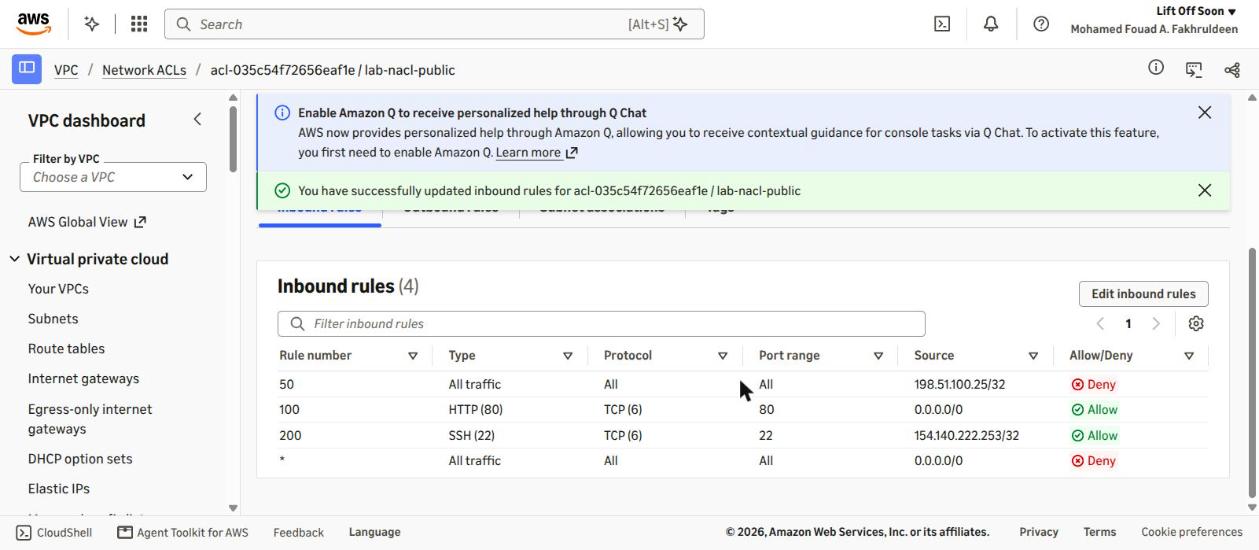 aws
Search [Alt+S]
Lift Off Soon
Mohamed Fouad A. Fakhruldeen
VPC / Network ACLs / acl-035c54f72656eaf1e / lab-nacl-public
VPC dashboard
Filter by VPC
Choose a VPC
AWS Global View
Virtual private cloud
Your VPCs
Subnets
Route tables
Internet gateways
Egress-only internet
gateways
DHCP option sets
Elastic IPs
Enable Amazon Q to receive personalized help through Q Chat
AWS now provides personalized help through Amazon Q, allowing you to receive contextual guidance for console tasks via Q Chat. To activate this feature,
you first need to enable Amazon Q. Learn more
You have successfully updated inbound rules for acl-035c54f72656eaf1e / lab-nacl-public
Inbound rules Outbound rules Subnet associations Tags
Inbound rules (4)
Edit inbound rules
Filter inbound rules
1
Rule number Type Protocol Port range Source Allow/Deny
50 All traffic All All 198.51.100.25/32 Deny
100 HTTP (80) TCP (6) 80 0.0.0.0/0 Allow
200 SSH (22) TCP (6) 22 154.140.222.253/32 Allow
* All traffic All All 0.0.0.0/0 Deny
CloudShell Agent Toolkit for AWS Feedback Language © 2026, Amazon Web Services, Inc. or its affiliates. Privacy Terms Cookie preferences